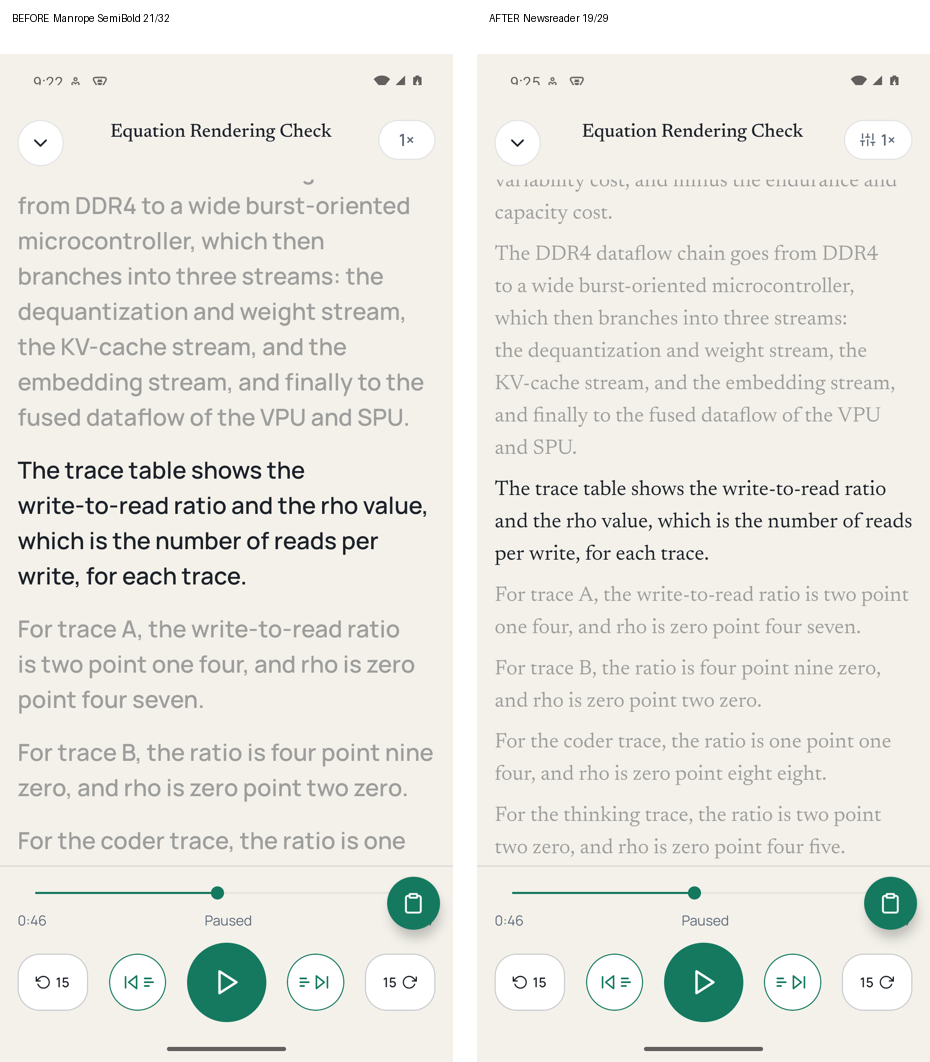 BEFORE Manrope SemiBold 21/32
9:22
Equation Rendering Check
1×
from DDR4 to a wide burst-oriented
microcontroller, which then
branches into three streams: the
dequantization and weight stream,
the KV-cache stream, and the
embedding stream, and finally to the
fused dataflow of the VPU and SPU.
The trace table shows the
write-to-read ratio and the rho value,
which is the number of reads per
write, for each trace.
For trace A, the write-to-read ratio
is two point one four, and rho is zero
point four seven.
For trace B, the ratio is four point nine
zero, and rho is zero point two zero.
For the coder trace, the ratio is one
0:46
Paused
15
15
AFTER Newsreader 19/29
9:25
Equation Rendering Check
1×
variability cost, and minus the endurance and
capacity cost.
The DDR4 dataflow chain goes from DDR4
to a wide burst-oriented microcontroller,
which then branches into three streams:
the dequantization and weight stream, the
KV-cache stream, and the embedding stream,
and finally to the fused dataflow of the VPU
and SPU.
The trace table shows the write-to-read ratio
and the rho value, which is the number of reads
per write, for each trace.
For trace A, the write-to-read ratio is two point
one four, and rho is zero point four seven.
For trace B, the ratio is four point nine zero,
and rho is zero point two zero.
For the coder trace, the ratio is one point one
four, and rho is zero point eight eight.
For the thinking trace, the ratio is two point
two zero, and rho is zero point four five.
0:46
Paused
15
15